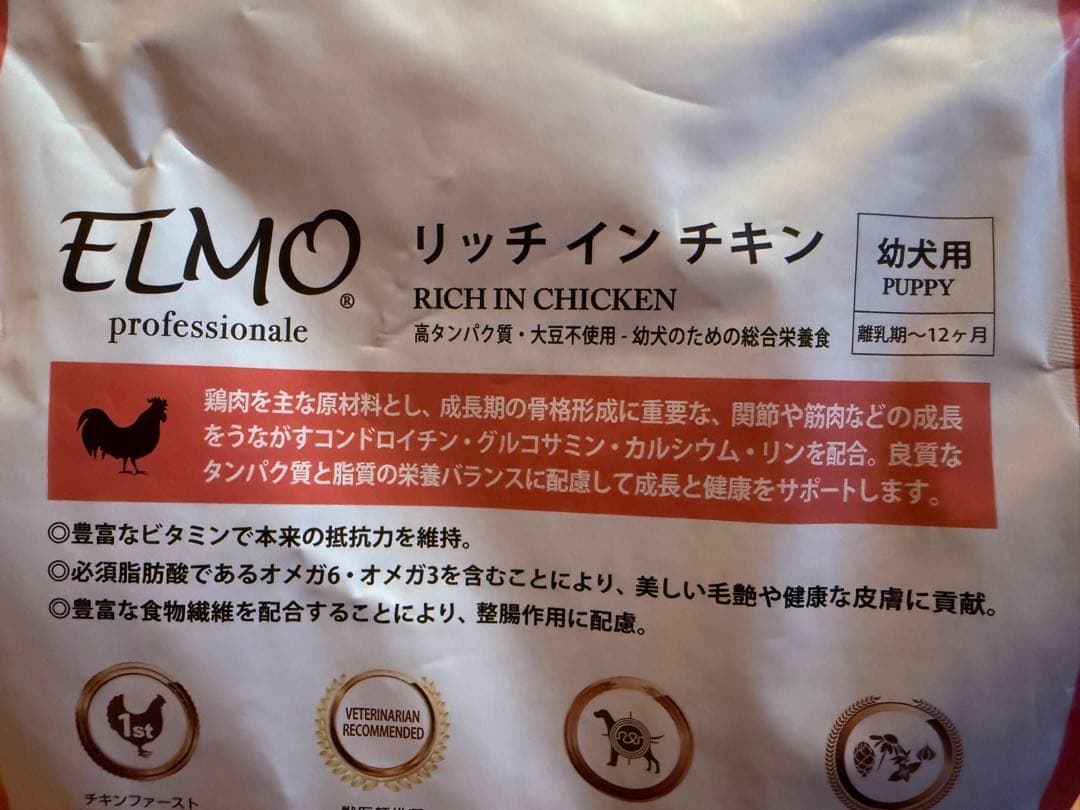 ELMO®
professionale
リッチ イン チキン
RICH IN CHICKEN
高タンパク質・大豆不使用 - 幼犬のための総合栄養食
幼犬用
PUPPY
離乳期～12ヶ月
鶏肉を主な原材料とし、成長期の骨格形成に重要な、関節や筋肉などの成長
をうながすコンドロイチン・グルコサミン・カルシウム・リンを配合。良質な
タンパク質と脂質の栄養バランスに配慮して成長と健康をサポートします。
◎豊富なビタミンで本来の抵抗力を維持。
◎必須脂肪酸であるオメガ6・オメガ3を含むことにより、美しい毛艶や健康な皮膚に貢献。
◎豊富な食物繊維を配合することにより、整腸作用に配慮。
1st
VETERINARIAN
RECOMMENDED
チキンファースト